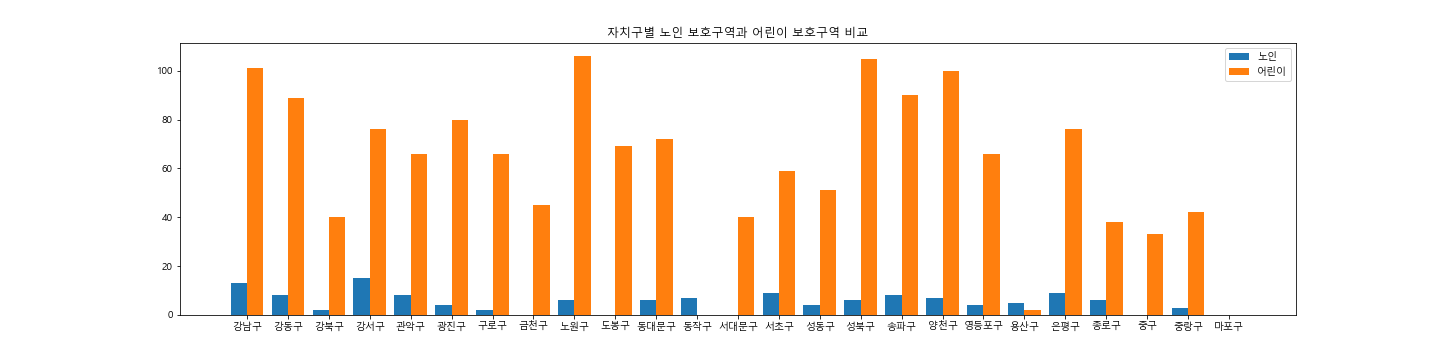 자치구별 노인 보호구역과 어린이 보호구역 비교
노인
어린이
100
80
60
40
20
0
강남구 강동구 강북구 강서구 관악구 광진구 구로구 금천구 노원구 도봉구 동대문구 동작구 서대문구 서초구 성동구 성북구 송파구 양천구 영등포구 용산구 은평구 종로구 중구 중랑구 마포구